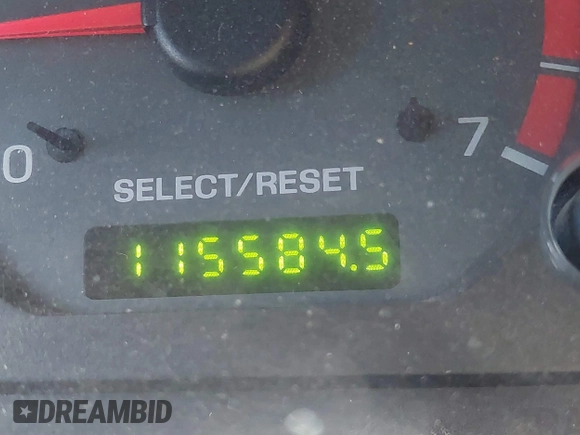 0
7
SELECT/RESET
115584.5
DREAMBID